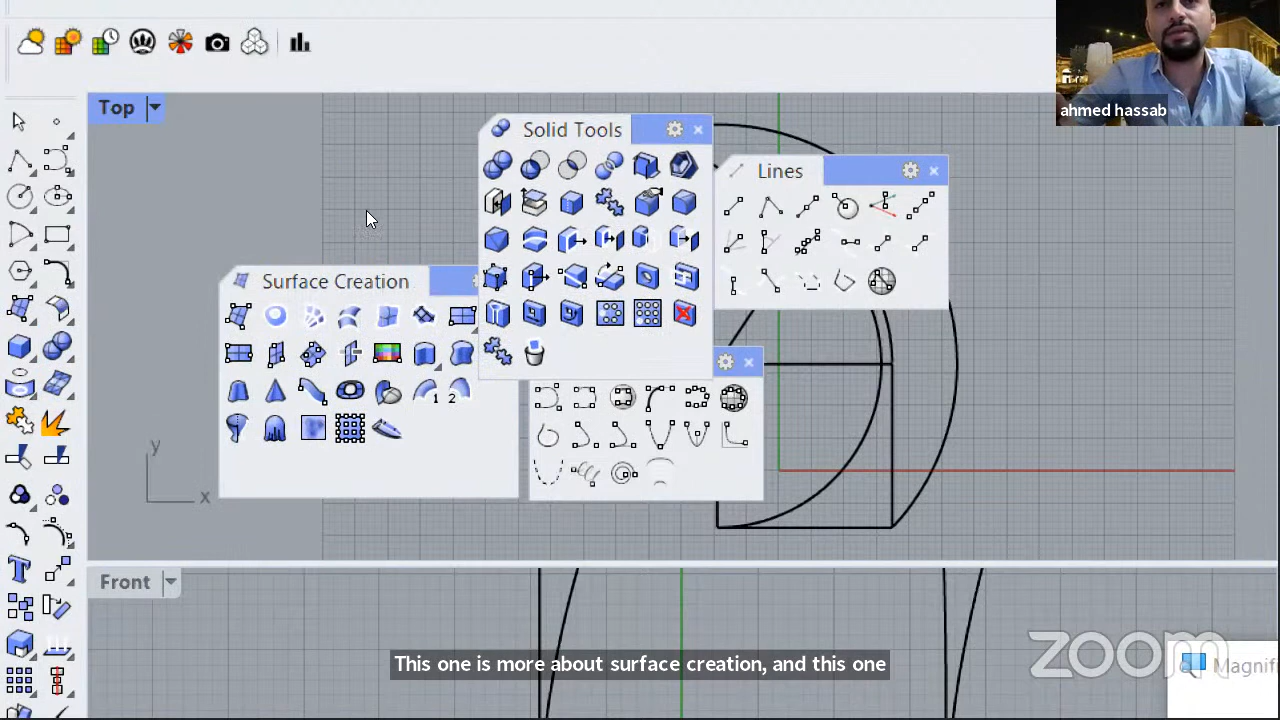 ahmed hassab
Top
Solid Tools
Lines
Surface Creation
1 2
y
x
Front
This one is more about surface creation, and this one
zoom
Magnif